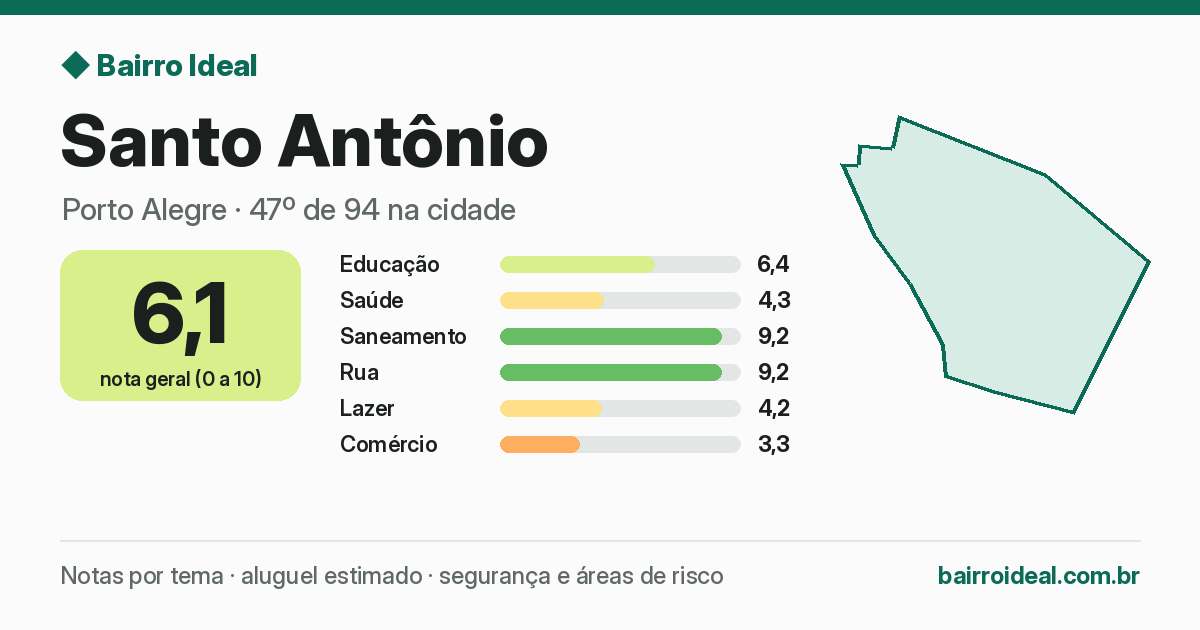 Bairro Ideal
Santo Antônio
Porto Alegre · 47º de 94 na cidade
6,1
nota geral (0 a 10)
Educação 6,4
Saúde 4,3
Saneamento 9,2
Rua 9,2
Lazer 4,2
Comércio 3,3
Notas por tema · aluguel estimado · segurança e áreas de risco
bairroideal.com.br